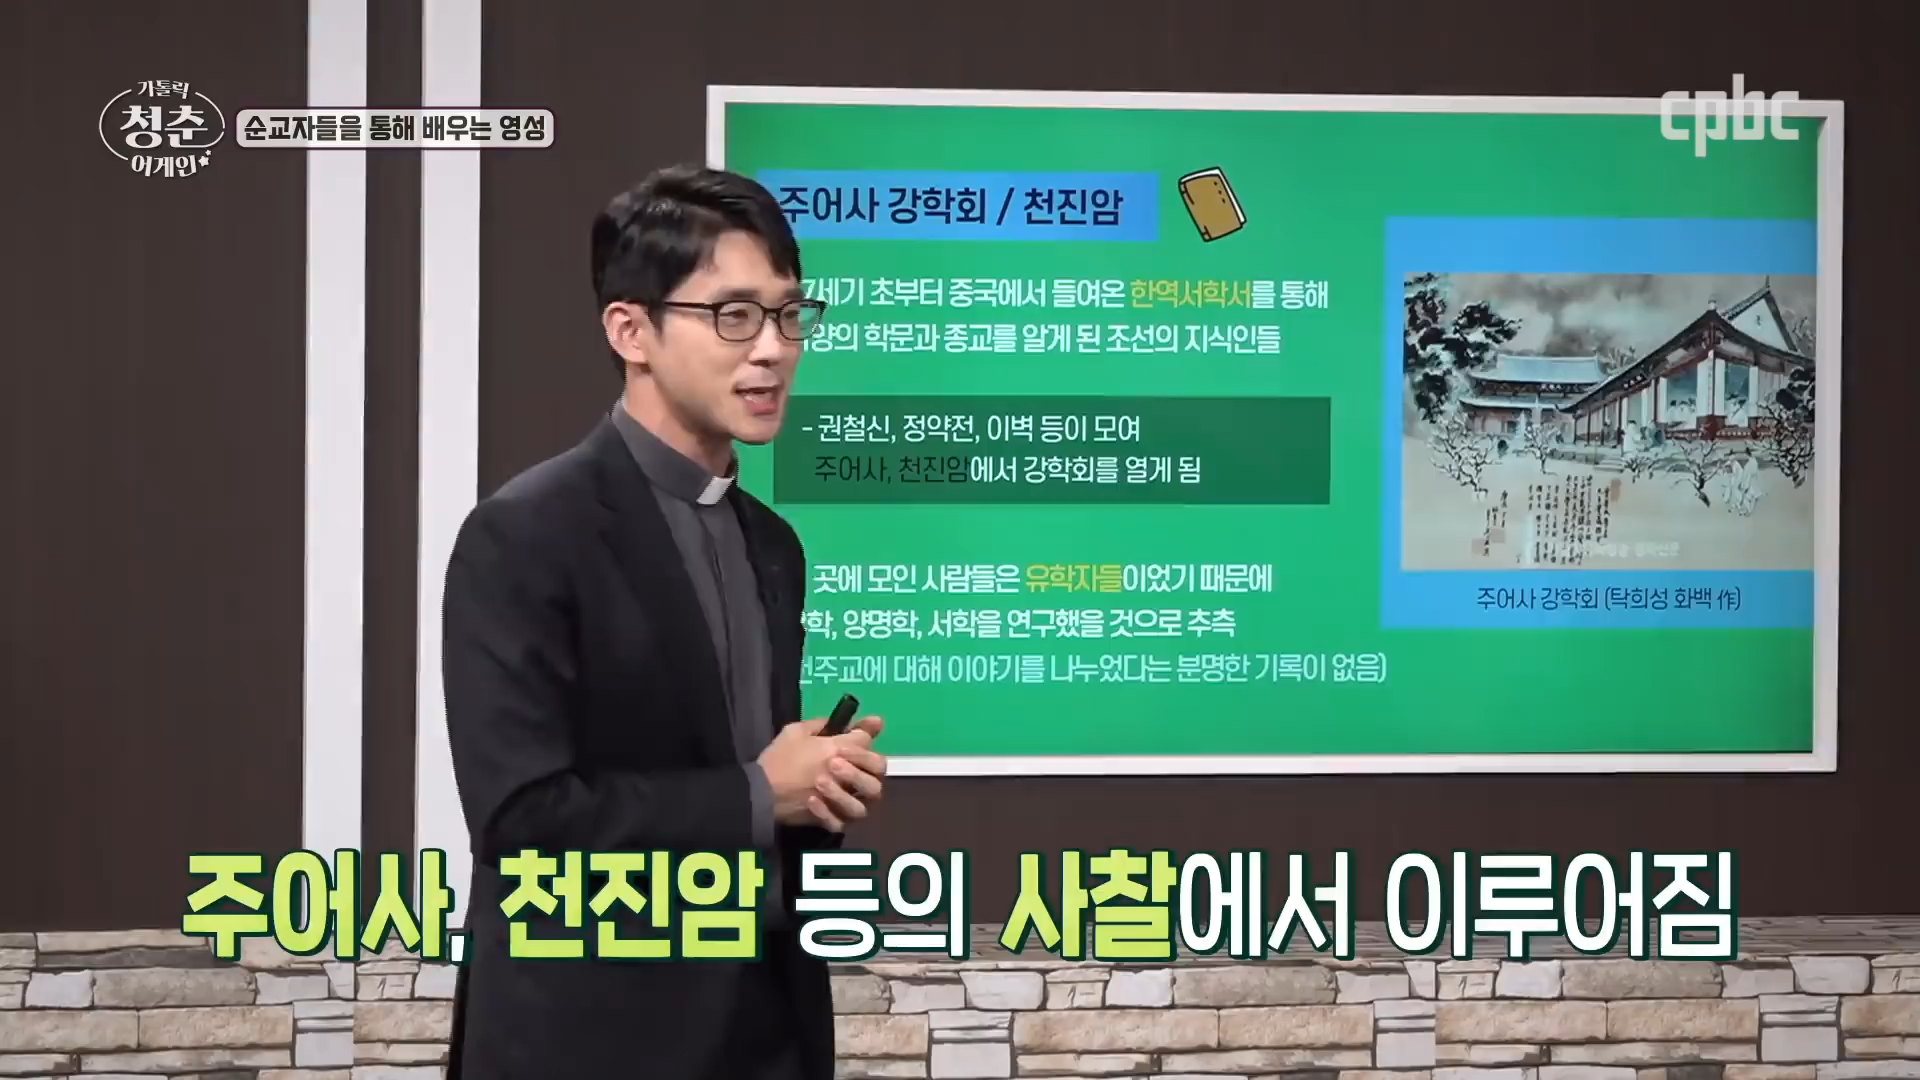 가톨릭
청춘
어게인
순교자들을 통해 배우는 영성
cpbc
주어사 강학회 / 천진암
7세기 초부터 중국에서 들여온 한역서학서를 통해
양의 학문과 종교를 알게 된 조선의 지식인들
- 권철신, 정약전, 이벽 등이 모여
주어사, 천진암에서 강학회를 열게 됨
곳에 모인 사람들은 유학자들이었기 때문에
학, 양명학, 서학을 연구했을 것으로 추측
천주교에 대해 이야기를 나누었다는 분명한 기록이 없음)
주어사 강학회 (탁희성 화백 作)
주어사, 천진암 등의 사찰에서 이루어짐